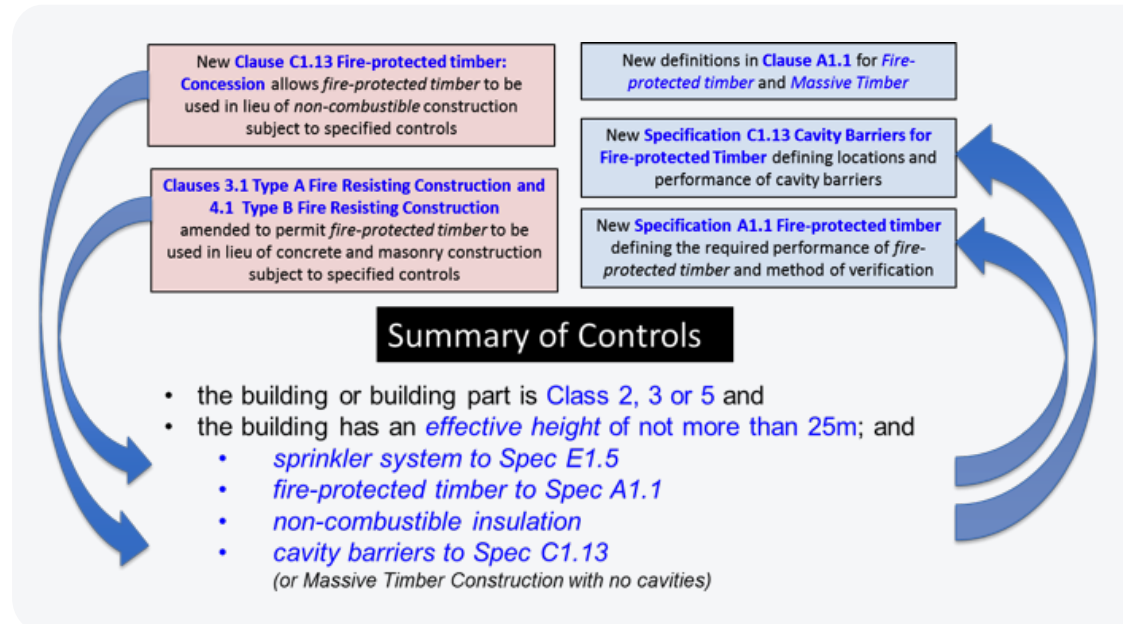 New Clause C1.13 Fire-protected timber:
Concession allows fire-protected timber to be
used in lieu of non-combustible construction
subject to specified controls
Clauses 3.1 Type A Fire Resisting Construction and
4.1 Type B Fire Resisting Construction
amended to permit fire-protected timber to be
used in lieu of concrete and masonry construction
subject to specified controls
New definitions in Clause A1.1 for Fire-
protected timber and Massive Timber
New Specification C1.13 Cavity Barriers for
Fire-protected Timber defining locations and
performance of cavity barriers
New Specification A1.1 Fire-protected timber
defining the required performance of fire-
protected timber and method of verification
Summary of Controls
• the building or building part is Class 2, 3 or 5 and
• the building has an effective height of not more than 25m; and
• sprinkler system to Spec E1.5
• fire-protected timber to Spec A1.1
• non-combustible insulation
• cavity barriers to Spec C1.13
(or Massive Timber Construction with no cavities)